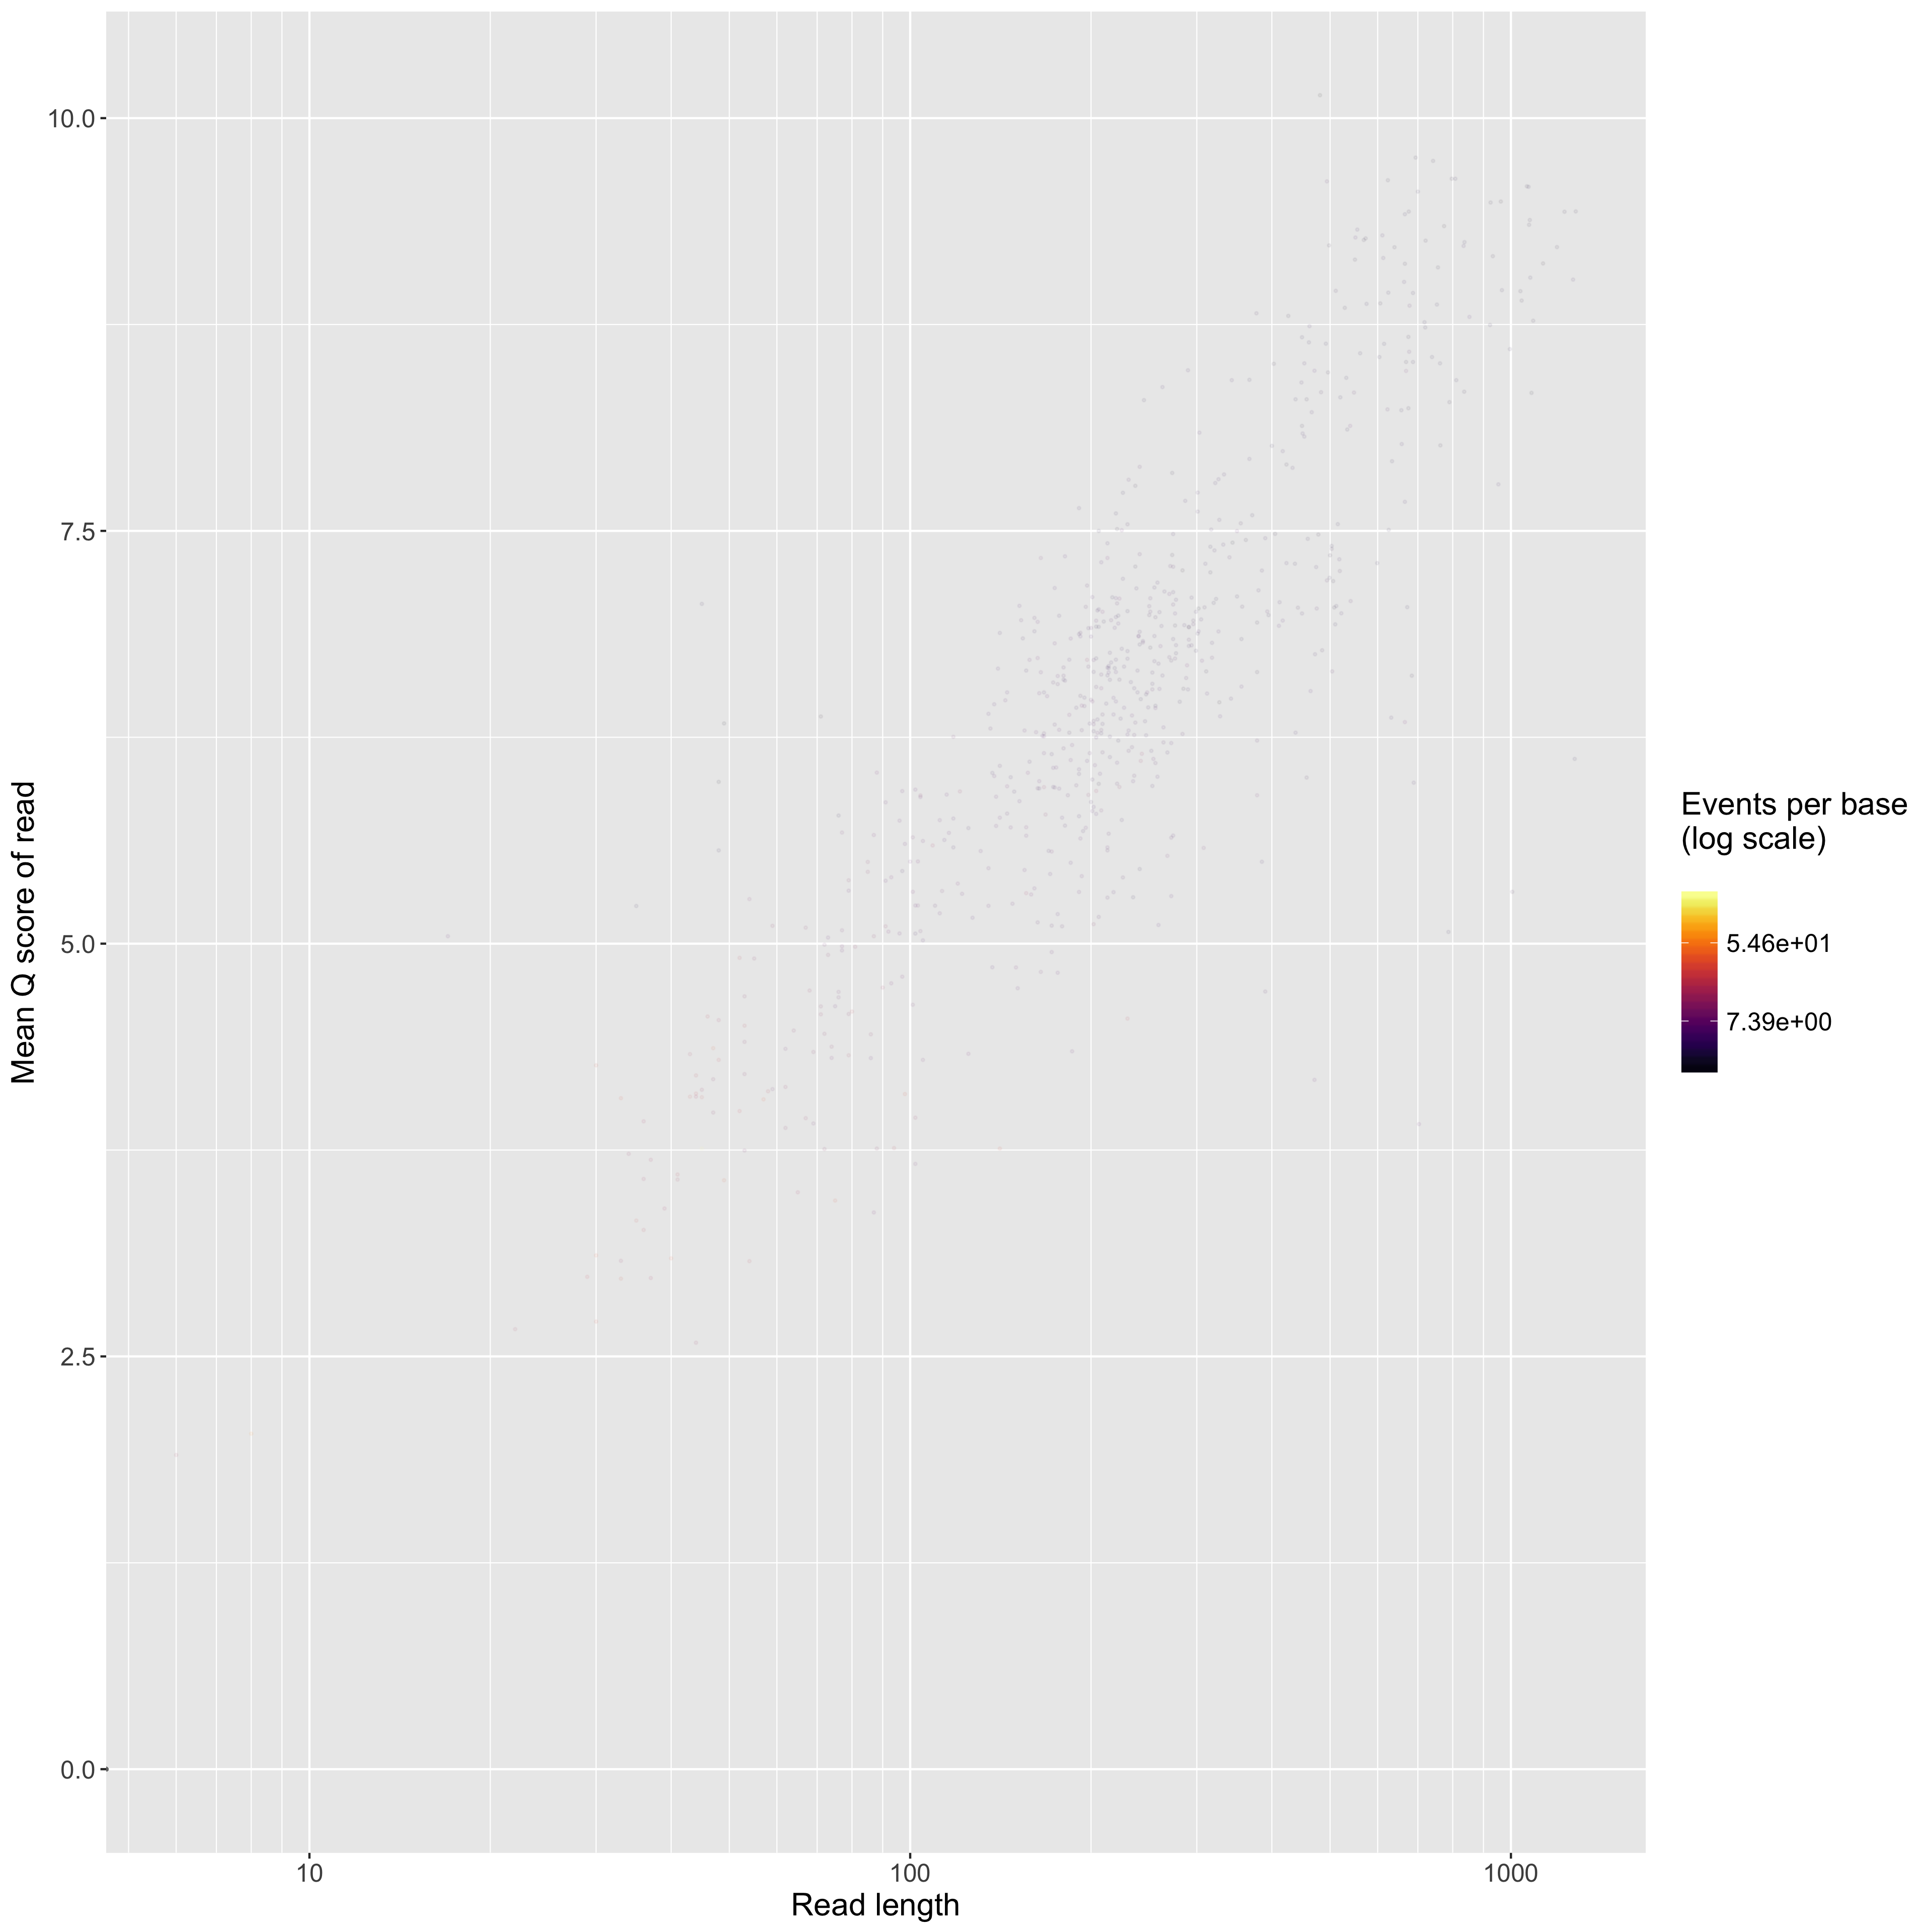 Mean Q score of read
10.0
7.5
5.0
2.5
0.0
10
100
1000
Read length
Events per base
(log scale)
5.46e+01
7.39e+00